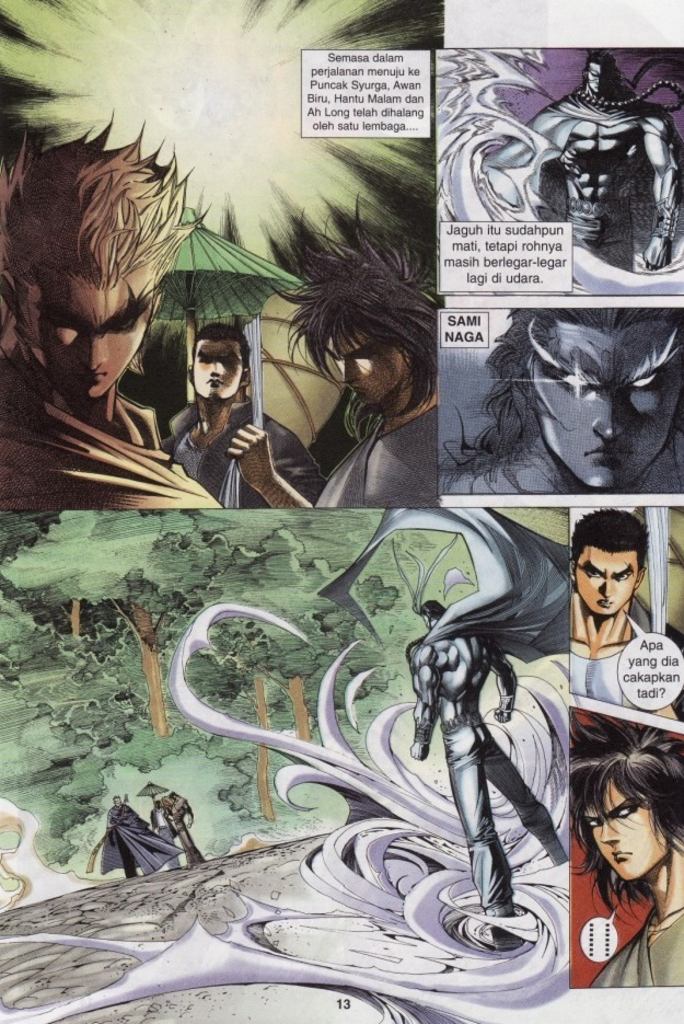 Semasa dalam
perjalanan menuju ke
Puncak Syurga, Awan
Biru, Hantu Malam dan
Ah Long telah dihalang
oleh satu lembaga....
Jaguh itu sudahpun
mati, tetapi rohnya
masih berlegar-legar
lagi di udara.
SAMI
NAGA
Apa
yang dia
cakapkan
tadi?
!!
13